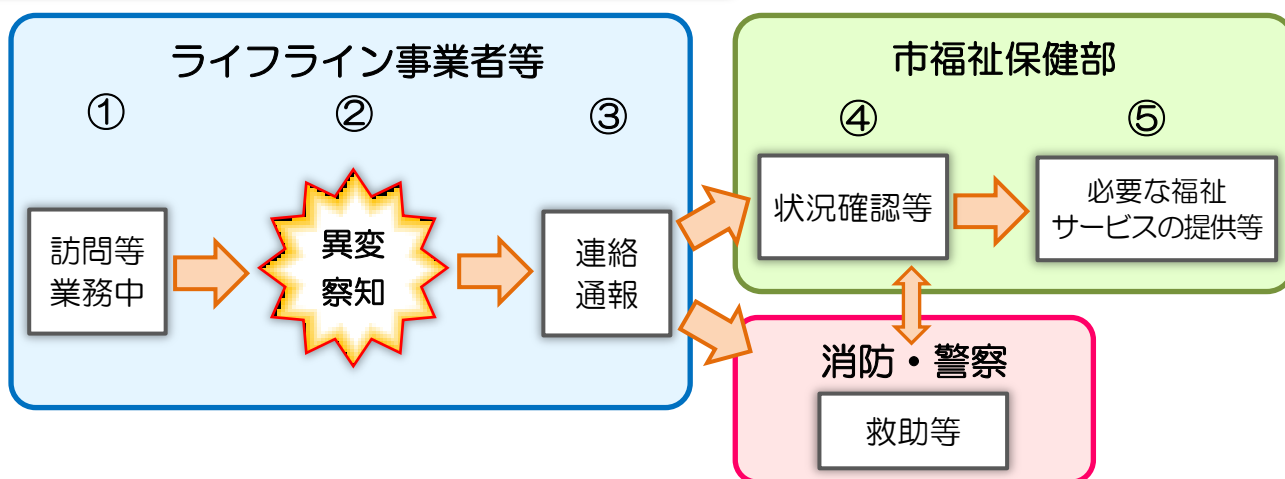 ライフライン事業者等
①
②
③
訪問等
業務中
異変
察知
連絡
通報
市福祉保健部
④
⑤
状況確認等
必要な福祉
サービスの提供等
消防・警察
救助等